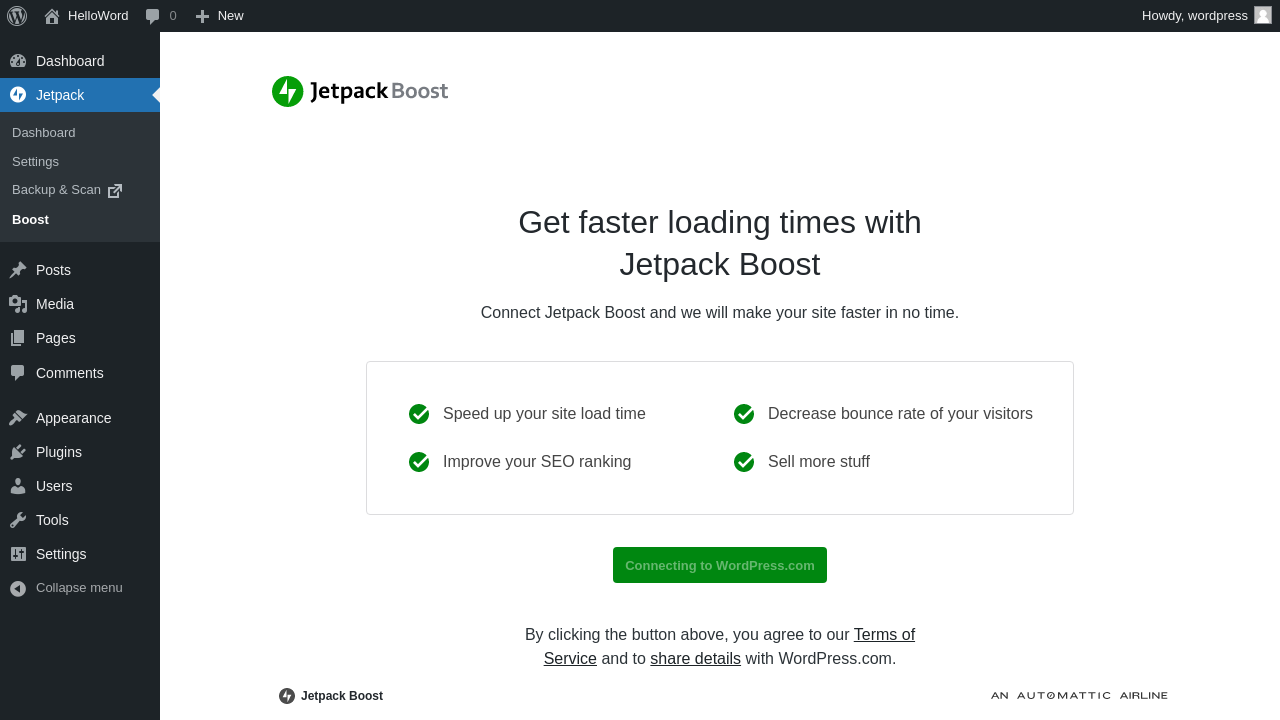 HelloWord
0
New
Howdy, wordpress
Dashboard
Jetpack
Dashboard
Settings
Backup & Scan
Boost
Posts
Media
Pages
Comments
Appearance
Plugins
Users
Tools
Settings
Collapse menu
Jetpack Boost
Get faster loading times with
Jetpack Boost
Connect Jetpack Boost and we will make your site faster in no time.
Speed up your site load time
Decrease bounce rate of your visitors
Improve your SEO ranking
Sell more stuff
Connecting to WordPress.com
By clicking the button above, you agree to our Terms of
Service and to share details with WordPress.com.
Jetpack Boost
AN AUTOMATTIC AIRLINE